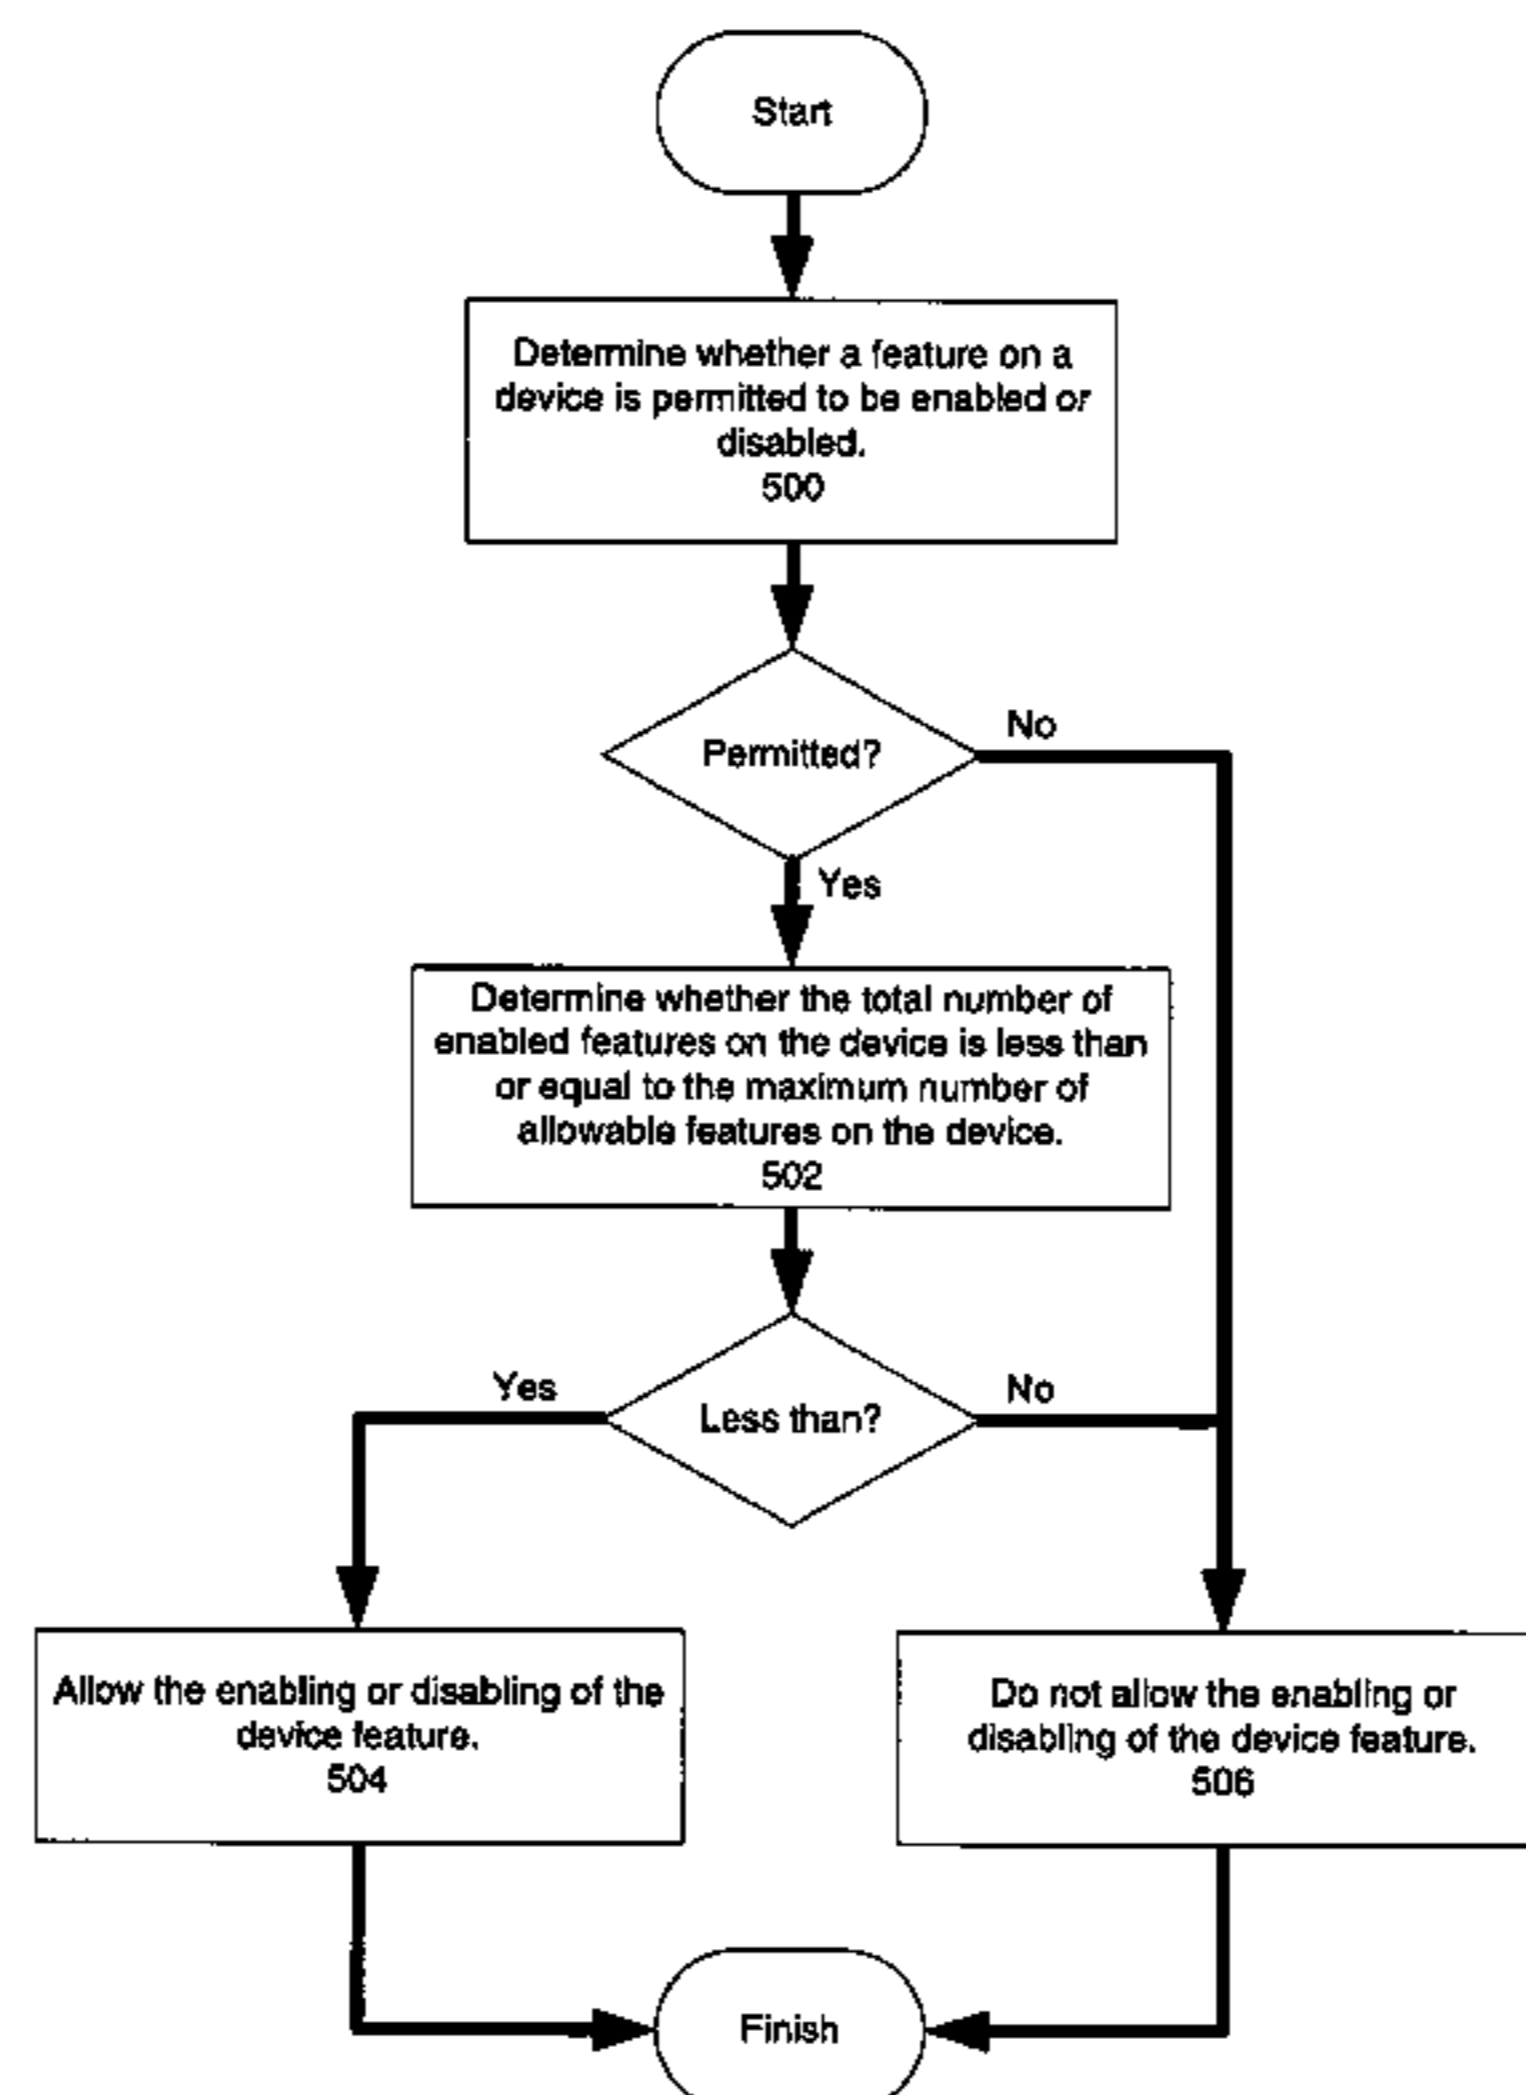 Start
Determine whether a feature on a
device is permitted to be enabled or
disabled.
500
Permitted?
No
Yes
Determine whether the total number of
enabled features on the device is less than
or equal to the maximum number of
allowable features on the device.
502
Yes
Less than?
No
Allow the enabling or disabling of the
device feature.
504
Do not allow the enabling or
disabling of the device feature.
506
Finish